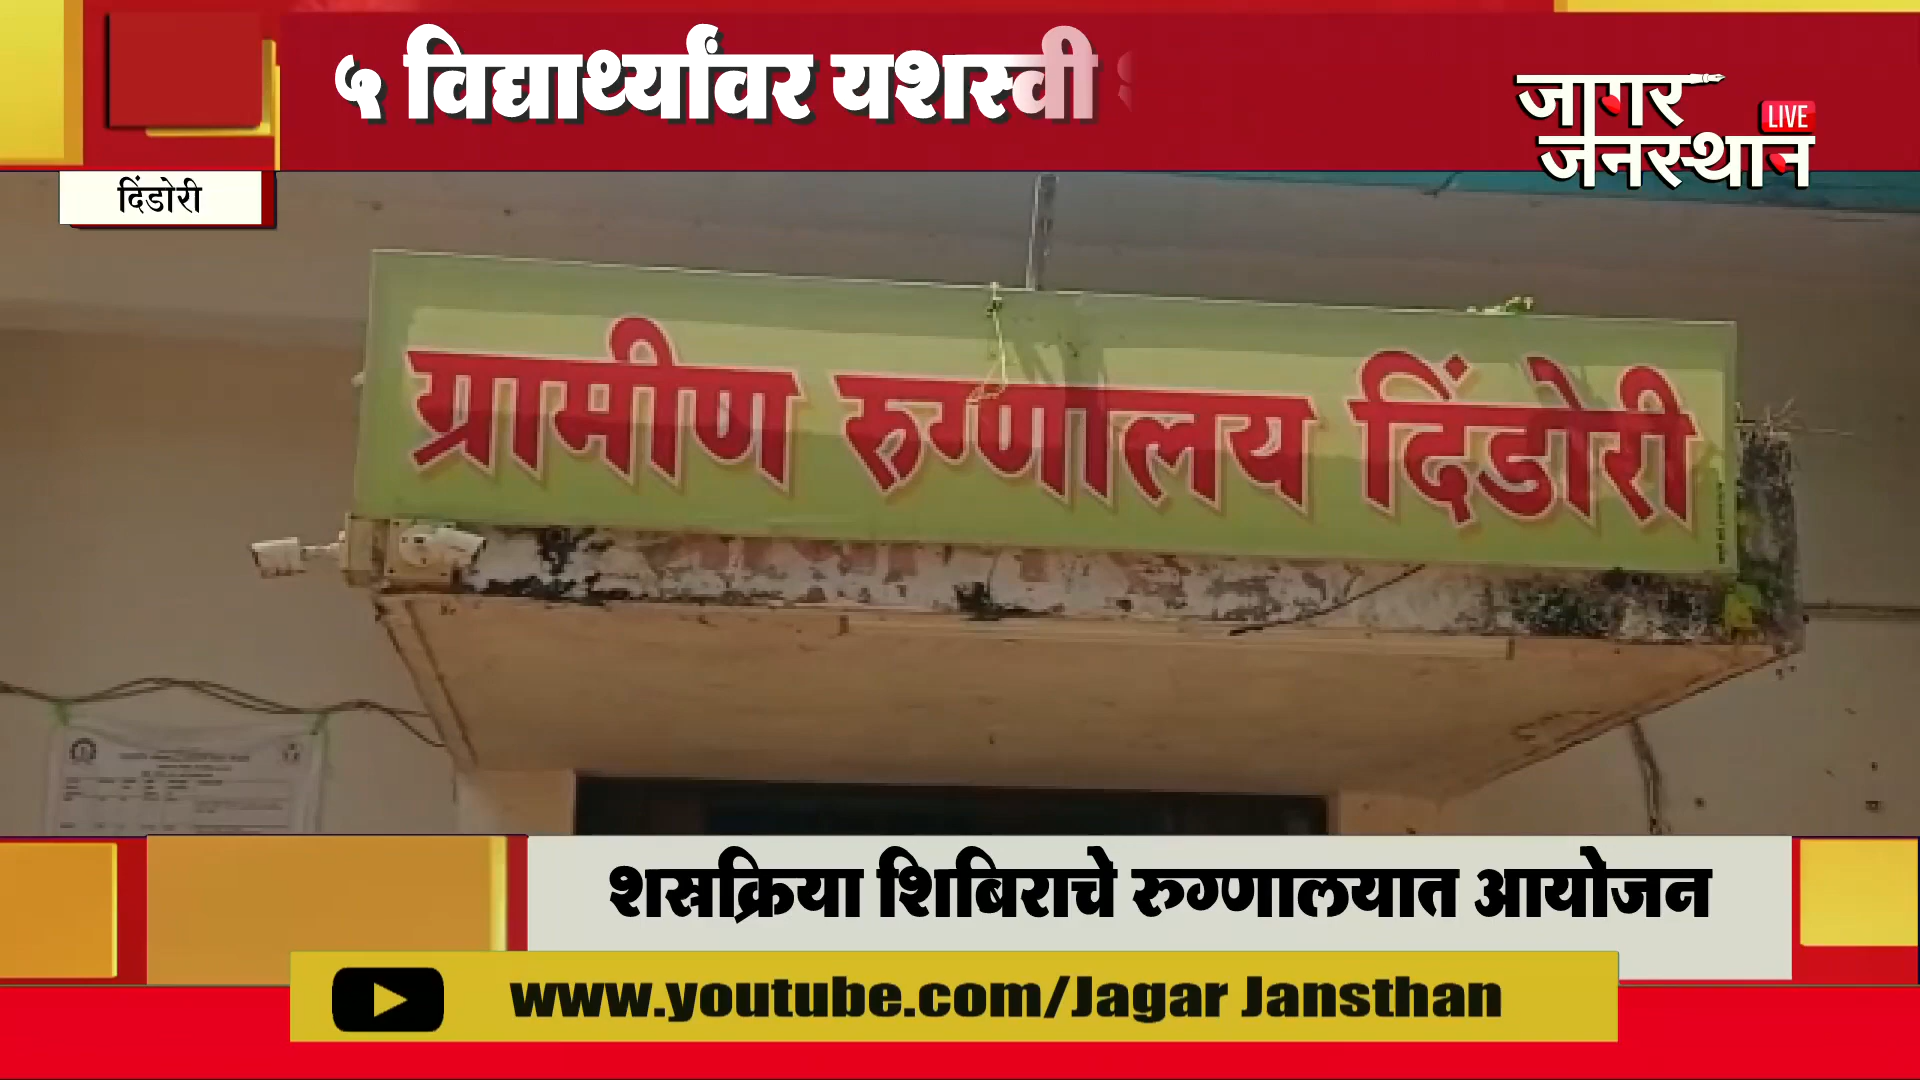 ५ विद्यार्थ्यांवर यशस्वी
जागर
LIVE
जनस्थान
दिंडोरी
ग्रामीण रुग्णालय दिंडोरी
शस्रक्रिया शिबिराचे रुग्णालयात आयोजन
www.youtube.com/Jagar Jansthan